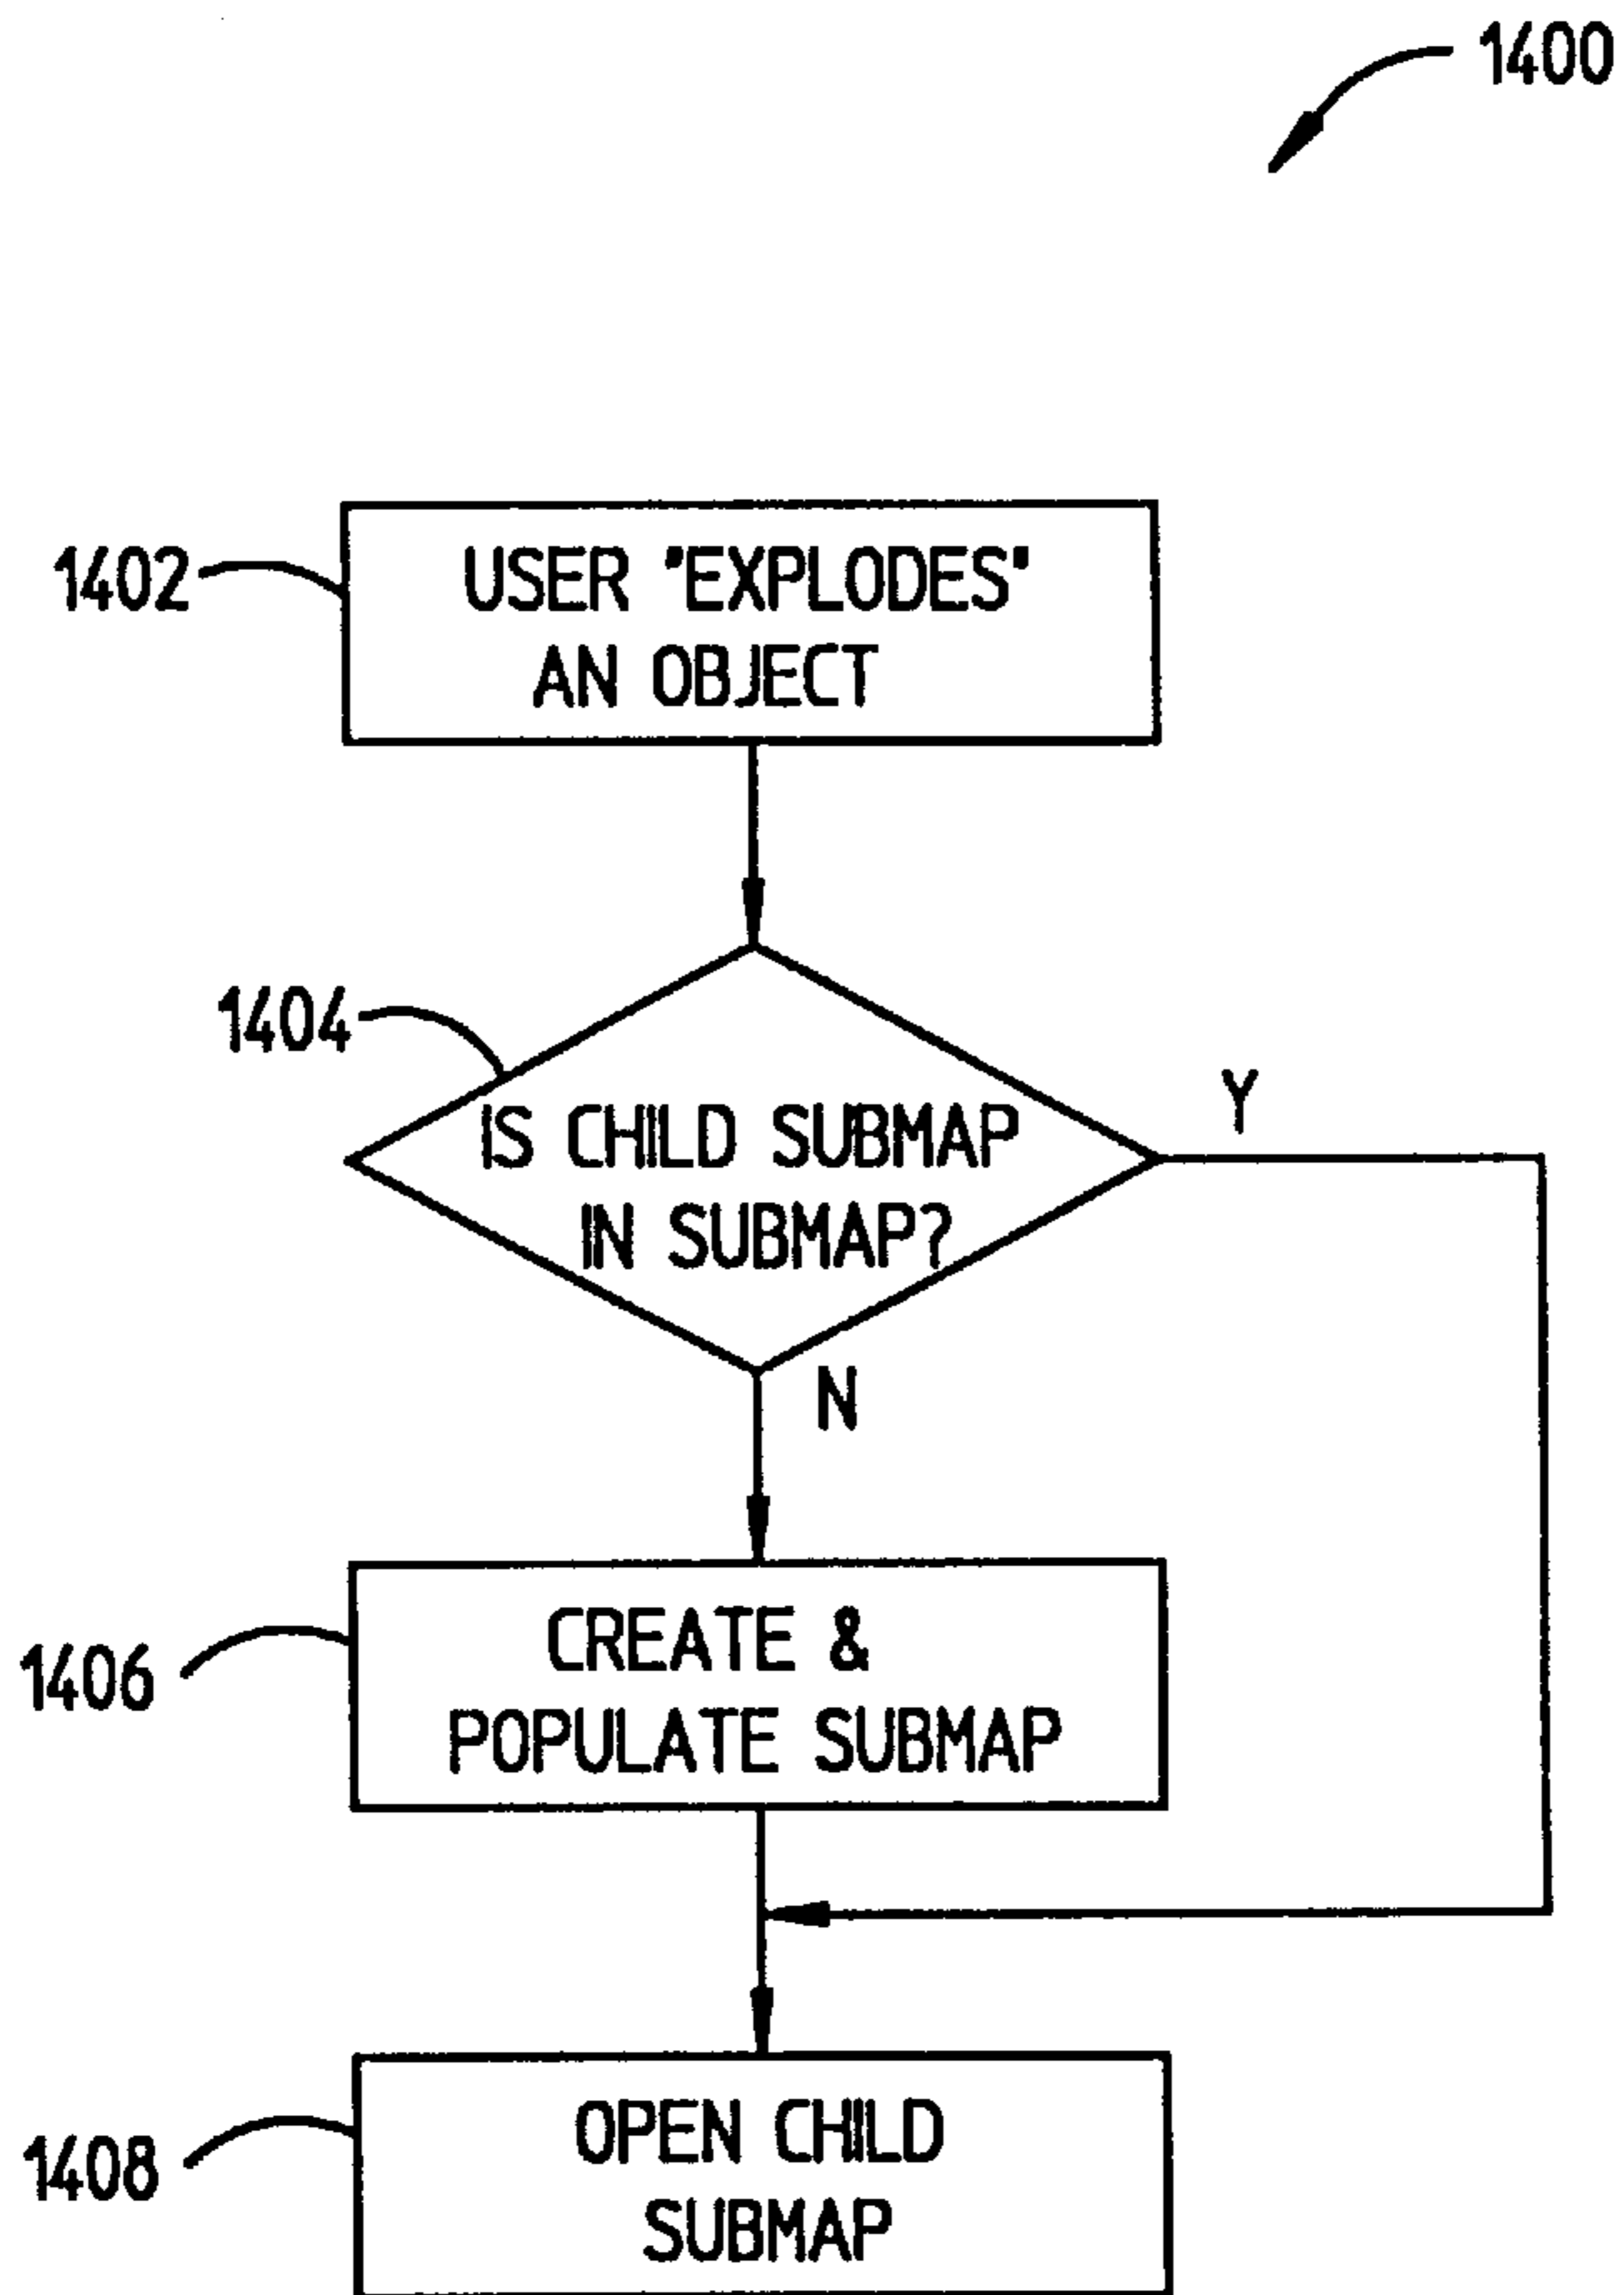 1400
1402
USER "EXPLODES"
AN OBJECT
1404
IS CHILD SUBMAP
IN SUBMAP?
Y
N
1406
CREATE &
POPULATE SUBMAP
1408
OPEN CHILD
SUBMAP